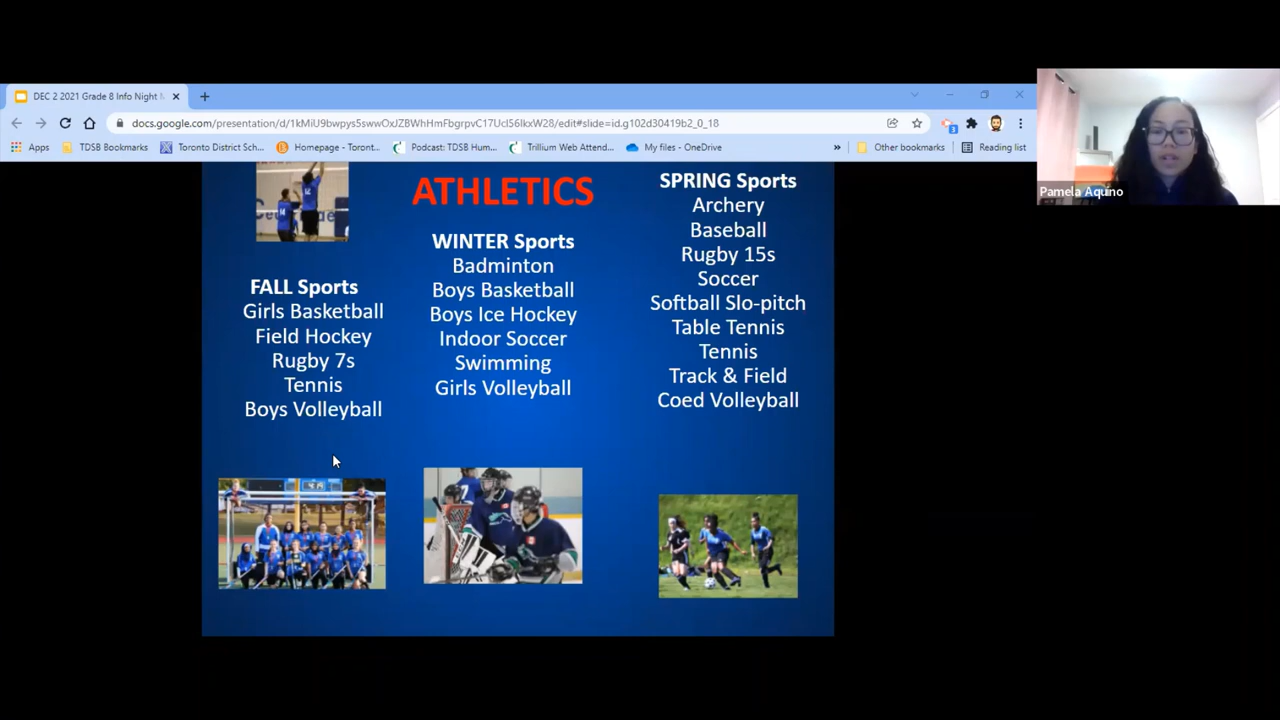 DEC 2 2021 Grade 8 Info Night
docs.google.com/presentation/d/1kMiU9bwpys5swwOxJZBWhHmFbgrpvC17UcI56IkxW28/edit#slide=id.g102d30419b2_0_18
3
Apps
TDSB Bookmarks
Toronto District Sch...
Homepage - Toront...
Podcast: TDSB Hum...
Trillium Web Attend...
My files - OneDrive
»
Other bookmarks
Reading list
Pamela Aquino
ATHLETICS
FALL Sports
Girls Basketball
Field Hockey
Rugby 7s
Tennis
Boys Volleyball
WINTER Sports
Badminton
Boys Basketball
Boys Ice Hockey
Indoor Soccer
Swimming
Girls Volleyball
SPRING Sports
Archery
Baseball
Rugby 15s
Soccer
Softball Slo-pitch
Table Tennis
Tennis
Track & Field
Coed Volleyball